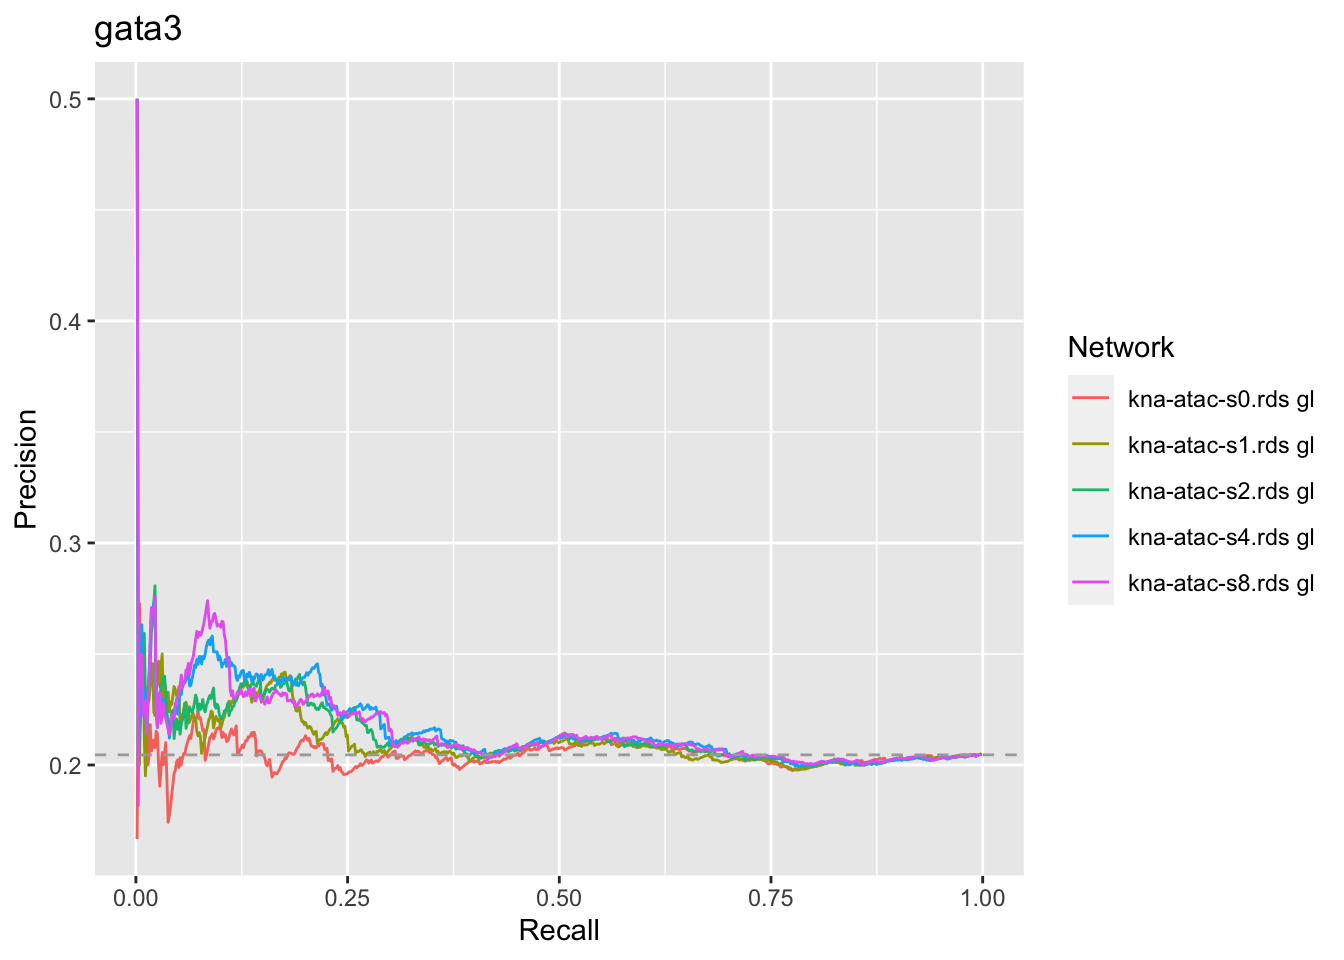 gata3
0.5
0.4
0.3
0.2
Precision
0.00
0.25
0.50
0.75
1.00
Recall
Network
kna-atac-s0.rds gl
kna-atac-s1.rds gl
kna-atac-s2.rds gl
kna-atac-s4.rds gl
kna-atac-s8.rds gl